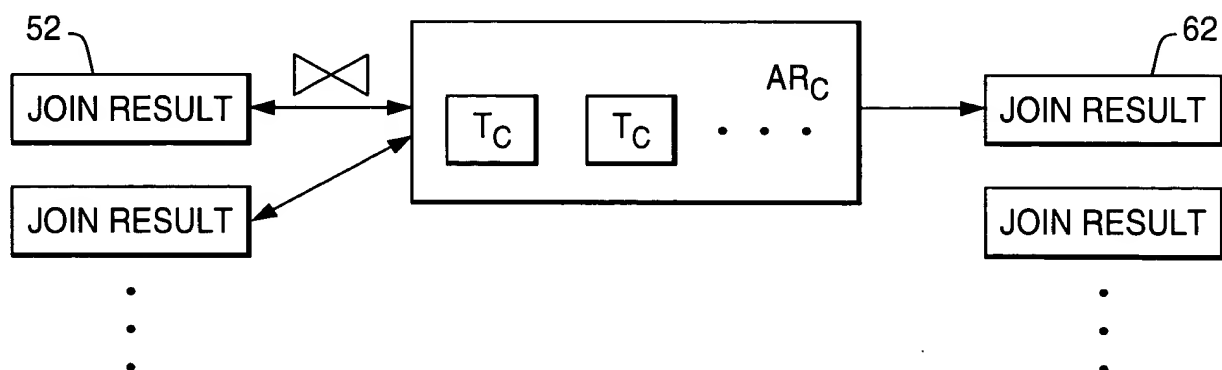 52
62
JOIN RESULT
AR_C
T_C T_C . . .
JOIN RESULT
JOIN RESULT
JOIN RESULT